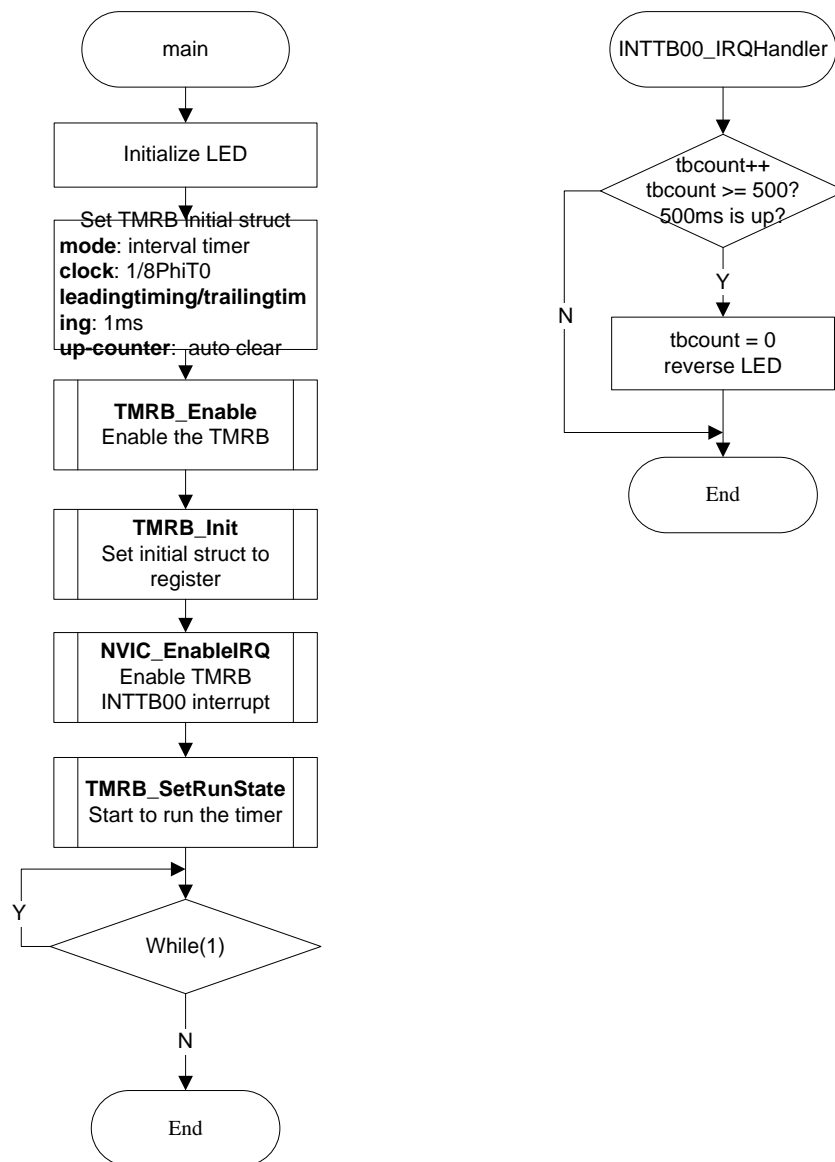 main
Initialize LED
Set TMRB initial struct
mode: interval timer
clock: 1/8PhiT0
leadingtiming/trailingtim
ing: 1ms
up-counter: auto clear
TMRB_Enable
Enable the TMRB
TMRB_Init
Set initial struct to
register
NVIC_EnableIRQ
Enable TMRB
INTTB00 interrupt
TMRB_SetRunState
Start to run the timer
Y
While(1)
N
End
INTTB00_IRQHandler
tbcount++
tbcount >= 500?
500ms is up?
Y
N
tbcount = 0
reverse LED
End